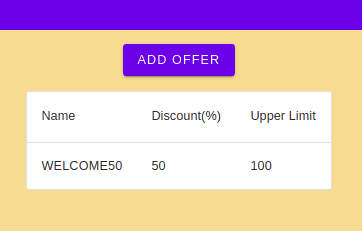 ADD OFFER
Name Discount(%) Upper Limit
WELCOME50 50 100